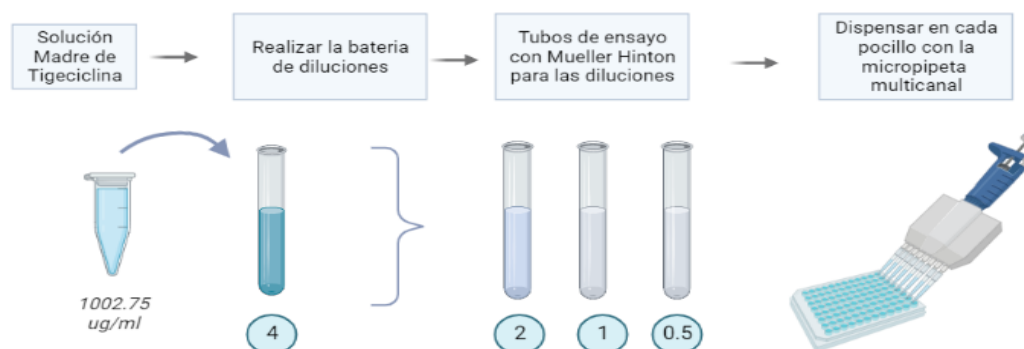 Solución
Madre de
Tigeciclina
Realizar la bateria
de diluciones
Tubos de ensayo
con Mueller Hinton
para las diluciones
Dispensar en cada
pocillo con la
micropipeta
multicanal
1002.75
ug/ml
4
2
1
0.5